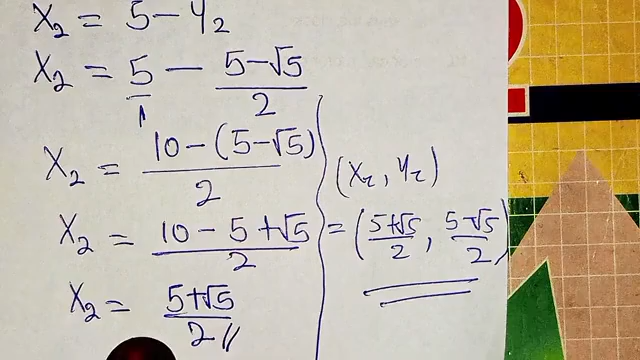 X₂ = 5 − Y₂
X₂ = 5/1 − (5−√5)/2
X₂ = (10 − (5−√5))/2
X₂ = (10 − 5 + √5)/2
X₂ = (5+√5)/2 //
(X₂, Y₂)
= ((5+√5)/2, (5−√5)/2)